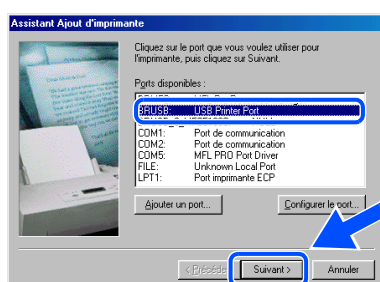 Assistant Ajout d'imprimante
Cliquez sur le port que vous voulez utiliser pour
l'imprimante, puis cliquez sur Suivant.
Ports disponibles :
BRUSB: USB Printer Port
COM1: Port de communication
COM2: Port de communication
COM5: MFL PRO Port Driver
FILE: Unknown Local Port
LPT1: Port imprimante ECP
Ajouter un port... Configurer le port...
< Précéde Suivant > Annuler